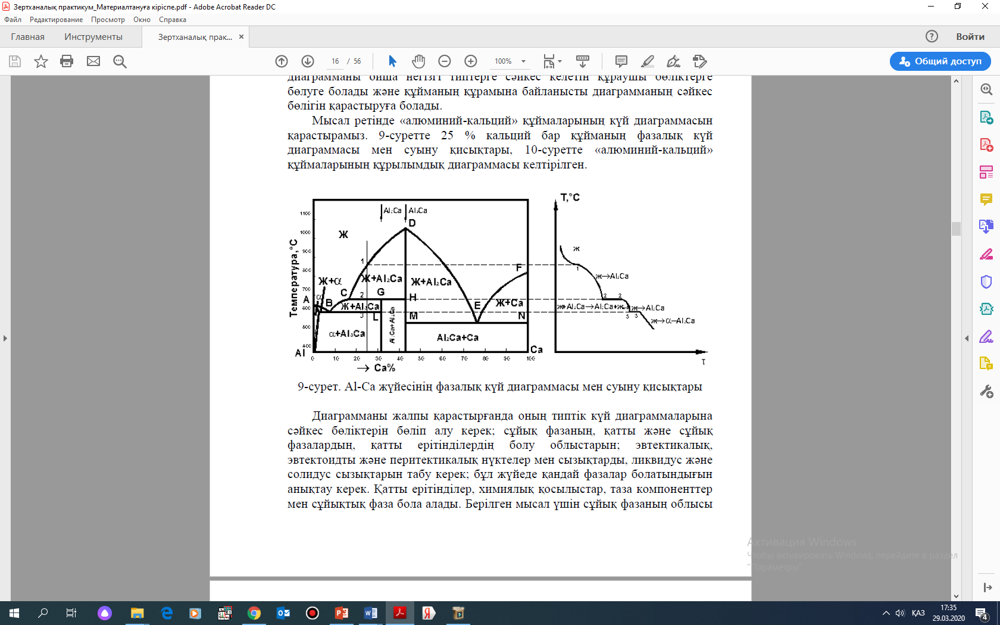 Зертханалық практикум_Материалтануға кіріспе.pdf - Adobe Acrobat Reader DC
Файл Редактирование Просмотр Окно Справка
Главная Инструменты Зертханалық прак... ×
Войти
16 / 56
100%
Общий доступ
диаграмманы ойша негізгі типтерге сәйкес келетін құраушы бөліктерге
бөлуге болады және құйманың құрамына байланысты диаграмманың сәйкес
бөлігін қарастыруға болады.
Мысал ретінде «алюминий-кальций» құймаларының күй диаграммасын
қарастырамыз. 9-суретте 25 % кальций бар құйманың фазалық күй
диаграммасы мен суыну қисықтары, 10-суретте «алюминий-кальций»
құймаларының құрылымдық диаграммасы келтірілген.
Температура,°С
1100
1000
900
800
700
600
500
400
Al₃Ca Al₂Ca
D
Ж
1
F
Ж+α
Ж+Al₂Ca
Ж+Al₂Ca
C 2 G H
A α B
Ж+Al₃Ca
E
Ж+Ca
3 L M N
α+Al₃Ca
Al₃Ca+Al₂Ca
Al₂Ca+Ca
Al
Ca
0 10 20 30 40 50 60 70 80 90 100
→ Ca%
T,°C
ж
1
ж→Al₂Ca
2 2
ж+Al₂Ca→Al₃Ca+ж
ж→Al₃Ca
3 3
ж→α+Al₃Ca
τ
9-сурет. Al-Ca жүйесінің фазалық күй диаграммасы мен суыну қисықтары
Диаграмманы жалпы қарастырғанда оның типтік күй диаграммаларына
сәйкес бөліктерін бөліп алу керек; сұйық фазаның, қатты және сұйық
фазалардың, қатты ерітінділердің болу облыстарын; эвтектикалық,
эвтектоидты және перитектикалық нүктелер мен сызықтарды, ликвидус және
солидус сызықтарын табу керек; бұл жүйеде қандай фазалар болатындығын
анықтау керек. Қатты ерітінділер, химиялық қосылыстар, таза компоненттер
мен сұйықтық фаза бола алады. Берілген мысал үшін сұйық фазаның облысы
Активация Windows
Чтобы активировать Windows, перейдите в раздел
"Параметры".
ҚАЗ
17:35
29.03.2020
4